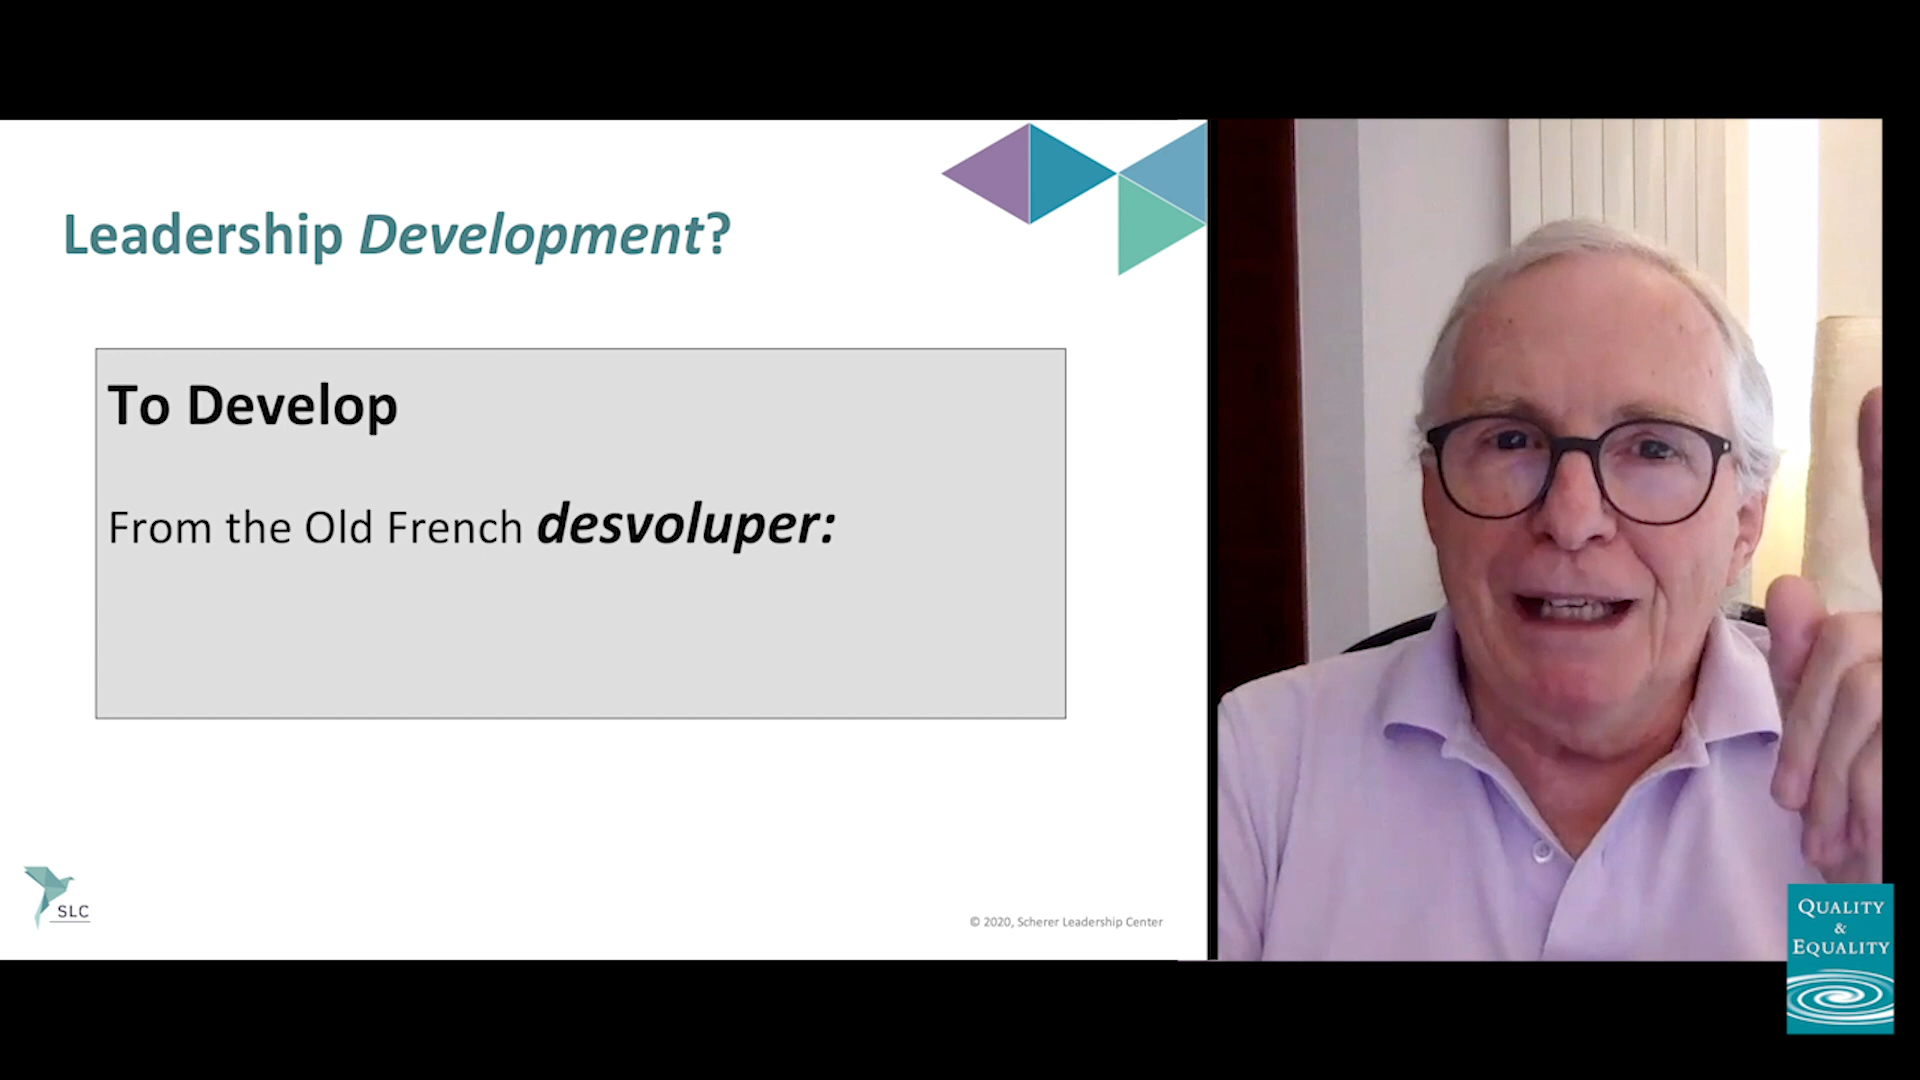 Leadership Development?
To Develop
From the Old French desvoluper:
SLC
© 2020, Scherer Leadership Center
QUALITY
&
EQUALITY